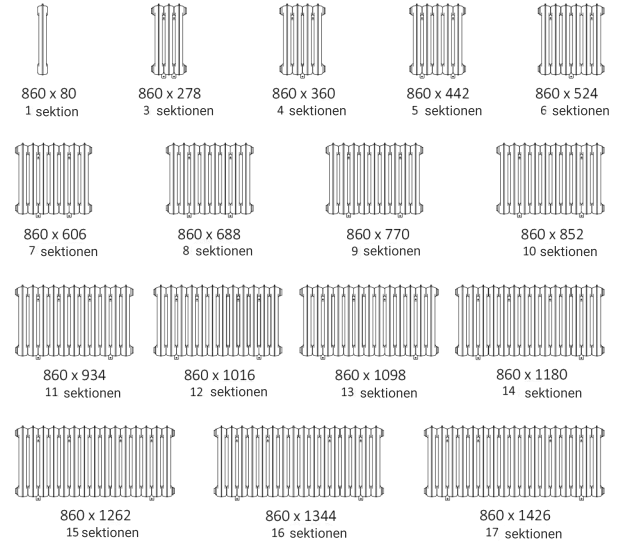 860 x 80
1 sektion
860 x 278
3 sektionen
860 x 360
4 sektionen
860 x 442
5 sektionen
860 x 524
6 sektionen
860 x 606
7 sektionen
860 x 688
8 sektionen
860 x 770
9 sektionen
860 x 852
10 sektionen
860 x 934
11 sektionen
860 x 1016
12 sektionen
860 x 1098
13 sektionen
860 x 1180
14 sektionen
860 x 1262
15 sektionen
860 x 1344
16 sektionen
860 x 1426
17 sektionen